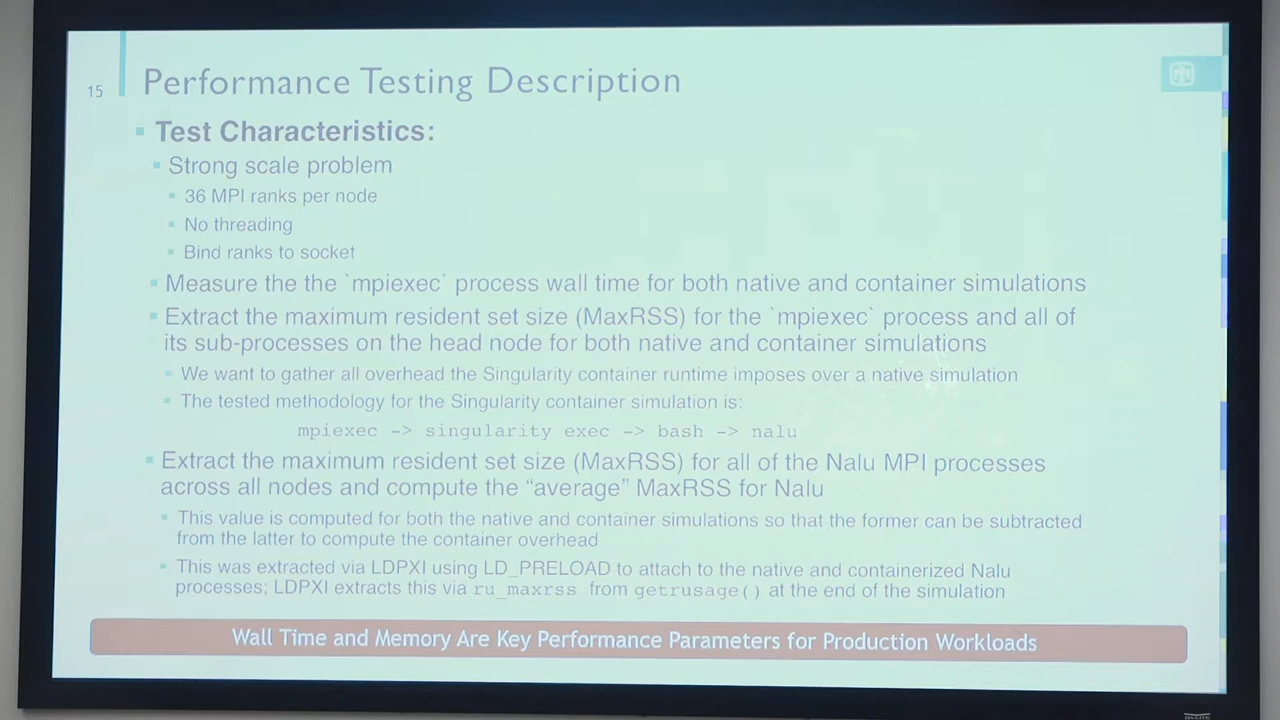 15
Performance Testing Description
Test Characteristics:
Strong scale problem
36 MPI ranks per node
No threading
Bind ranks to socket
Measure the the `mpiexec` process wall time for both native and container simulations
Extract the maximum resident set size (MaxRSS) for the `mpiexec` process and all of
its sub-processes on the head node for both native and container simulations
We want to gather all overhead the Singularity container runtime imposes over a native simulation
The tested methodology for the Singularity container simulation is:
mpiexec -> singularity exec -> bash -> nalu
Extract the maximum resident set size (MaxRSS) for all of the Nalu MPI processes
across all nodes and compute the “average” MaxRSS for Nalu
This value is computed for both the native and container simulations so that the former can be subtracted
from the latter to compute the container overhead
This was extracted via LDPXI using LD_PRELOAD to attach to the native and containerized Nalu
processes; LDPXI extracts this via ru_maxrss from getrusage() at the end of the simulation
Wall Time and Memory Are Key Performance Parameters for Production Workloads